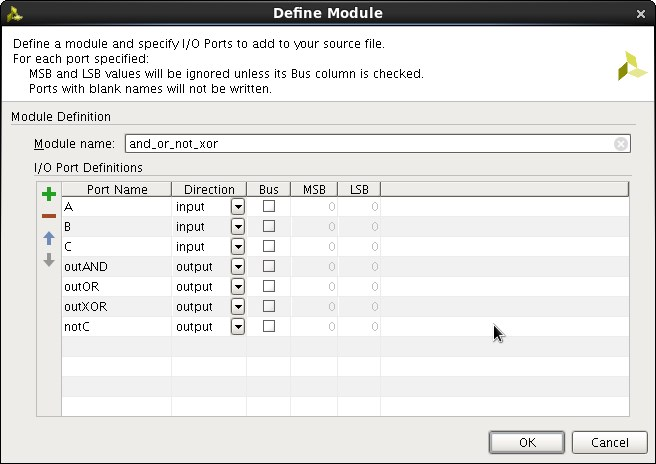 Define Module
Define a module and specify I/O Ports to add to your source file.
For each port specified:
MSB and LSB values will be ignored unless its Bus column is checked.
Ports with blank names will not be written.
Module Definition
Module name: and_or_not_xor
I/O Port Definitions
Port Name Direction Bus MSB LSB
A input 0 0
B input 0 0
C input 0 0
outAND output 0 0
outOR output 0 0
outXOR output 0 0
notC output 0 0
OK Cancel